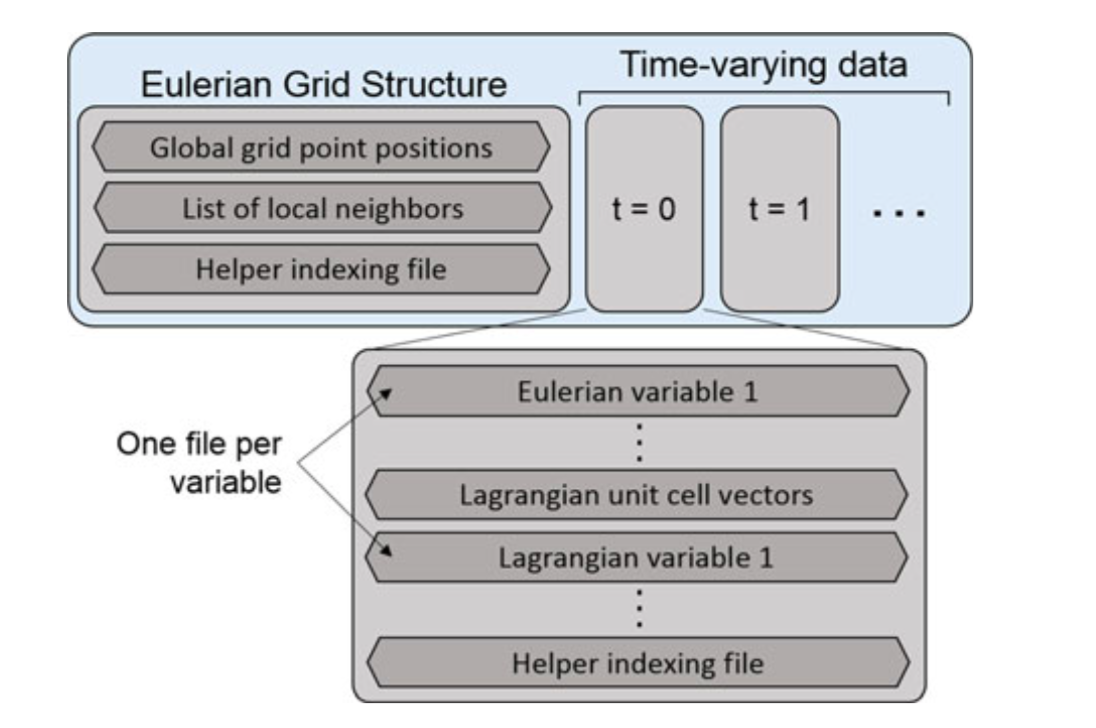 Eulerian Grid Structure
Time-varying data
Global grid point positions
List of local neighbors
Helper indexing file
t = 0
t = 1
...
Eulerian variable 1
One file per
variable
Lagrangian unit cell vectors
Lagrangian variable 1
Helper indexing file